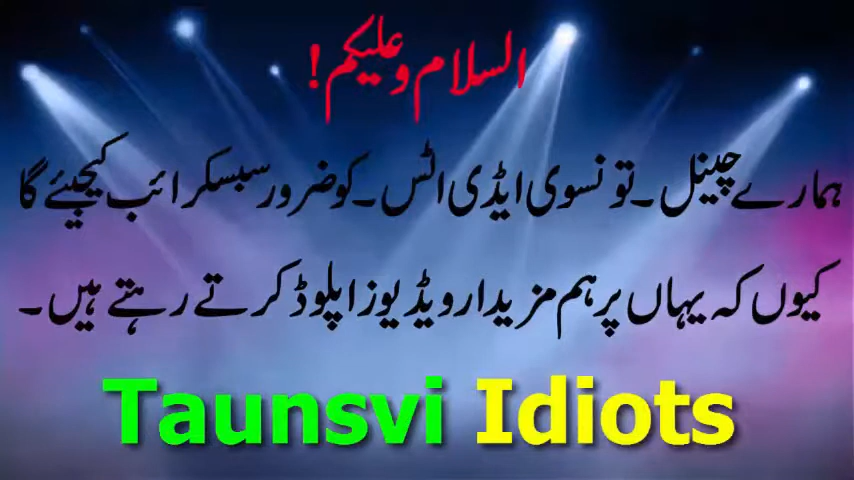 السلام و علیکم!
ہمارے چینل۔تونسوی ایڈی اٹس۔کو ضرور سبسکرائب کیجیئے گا
کیوں کہ یہاں پر ہم مزیدار ویڈیوز اپلوڈ کرتے رہتے ہیں۔
Taunsvi Idiots